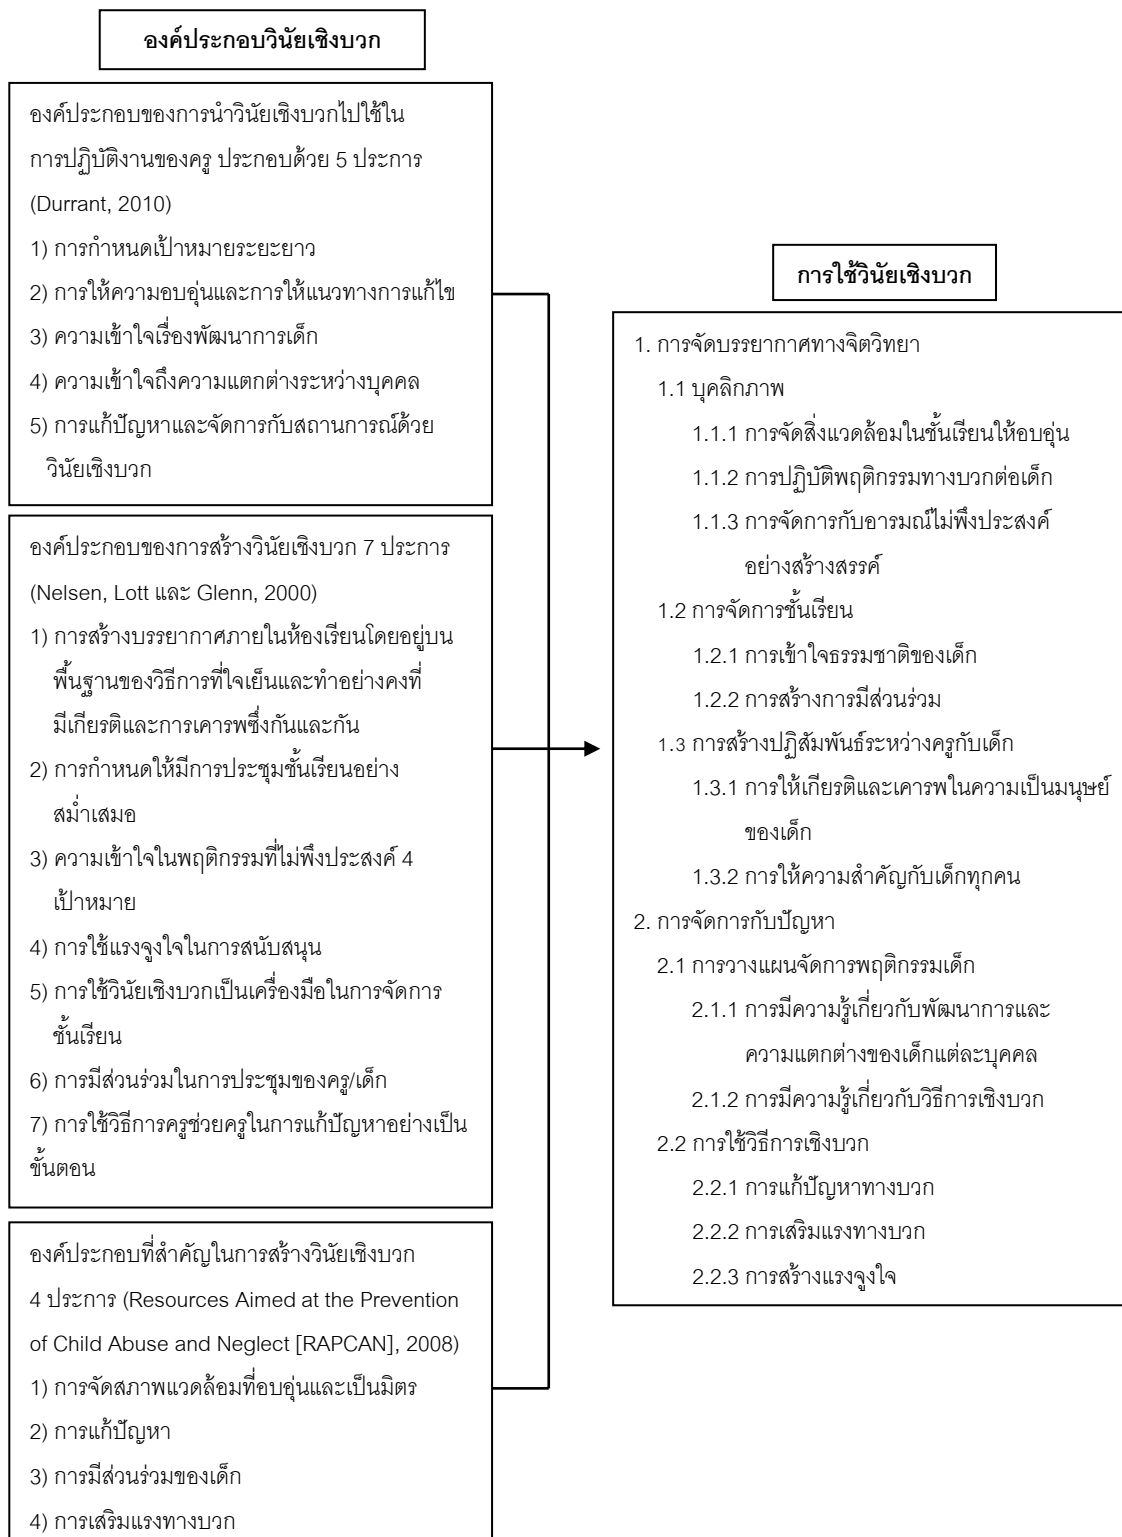 องค์ประกอบวินัยเชิงบวก
องค์ประกอบของการนำวินัยเชิงบวกไปใช้ใน
การปฏิบัติงานของครู ประกอบด้วย 5 ประการ
(Durrant, 2010)
1) การกำหนดเป้าหมายระยะยาว
2) การให้ความอบอุ่นและการให้แนวทางการแก้ไข
3) ความเข้าใจเรื่องพัฒนาการเด็ก
4) ความเข้าใจถึงความแตกต่างระหว่างบุคคล
5) การแก้ปัญหาและจัดการกับสถานการณ์ด้วย
วินัยเชิงบวก
องค์ประกอบของการสร้างวินัยเชิงบวก 7 ประการ
(Nelsen, Lott และ Glenn, 2000)
1) การสร้างบรรยากาศภายในห้องเรียนโดยอยู่บน
พื้นฐานของวิธีการที่ใจเย็นและทำอย่างคงที่
มีเกียรติและการเคารพซึ่งกันและกัน
2) การกำหนดให้มีการประชุมชั้นเรียนอย่าง
สม่ำเสมอ
3) ความเข้าใจในพฤติกรรมที่ไม่พึงประสงค์ 4
เป้าหมาย
4) การใช้แรงจูงใจในการสนับสนุน
5) การใช้วินัยเชิงบวกเป็นเครื่องมือในการจัดการ
ชั้นเรียน
6) การมีส่วนร่วมในการประชุมของครู/เด็ก
7) การใช้วิธีการครูช่วยครูในการแก้ปัญหาอย่างเป็น
ขั้นตอน
องค์ประกอบที่สำคัญในการสร้างวินัยเชิงบวก
4 ประการ (Resources Aimed at the Prevention
of Child Abuse and Neglect [RAPCAN], 2008)
1) การจัดสภาพแวดล้อมที่อบอุ่นและเป็นมิตร
2) การแก้ปัญหา
3) การมีส่วนร่วมของเด็ก
4) การเสริมแรงทางบวก
การใช้วินัยเชิงบวก
1. การจัดบรรยากาศทางจิตวิทยา
1.1 บุคลิกภาพ
1.1.1 การจัดสิ่งแวดล้อมในชั้นเรียนให้อบอุ่น
1.1.2 การปฏิบัติพฤติกรรมทางบวกต่อเด็ก
1.1.3 การจัดการกับอารมณ์ไม่พึงประสงค์
อย่างสร้างสรรค์
1.2 การจัดการชั้นเรียน
1.2.1 การเข้าใจธรรมชาติของเด็ก
1.2.2 การสร้างการมีส่วนร่วม
1.3 การสร้างปฏิสัมพันธ์ระหว่างครูกับเด็ก
1.3.1 การให้เกียรติและเคารพในความเป็นมนุษย์
ของเด็ก
1.3.2 การให้ความสำคัญกับเด็กทุกคน
2. การจัดการกับปัญหา
2.1 การวางแผนจัดการพฤติกรรมเด็ก
2.1.1 การมีความรู้เกี่ยวกับพัฒนาการและ
ความแตกต่างของเด็กแต่ละบุคคล
2.1.2 การมีความรู้เกี่ยวกับวิธีการเชิงบวก
2.2 การใช้วิธีการเชิงบวก
2.2.1 การแก้ปัญหาทางบวก
2.2.2 การเสริมแรงทางบวก
2.2.3 การสร้างแรงจูงใจ